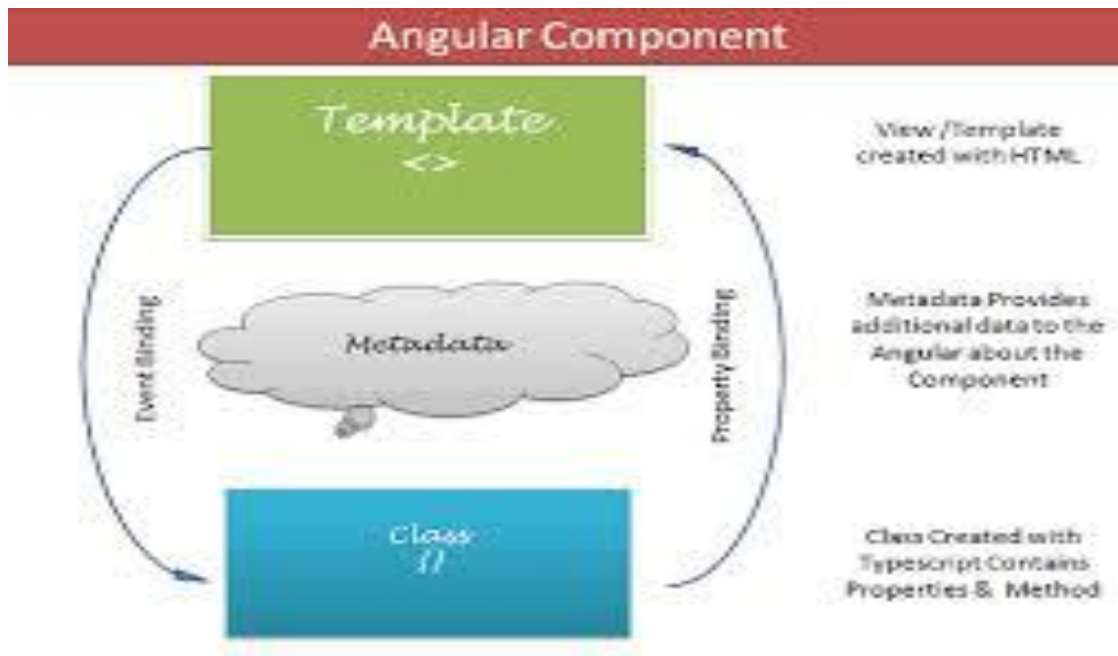 Angular Component
Template
<>
View /Template
created with HTML
Event Binding
Metadata
Property Binding
Metadata Provides
additional data to the
Angular about the
Component
Class
{}
Class Created with
Typescript Contains
Properties & Method